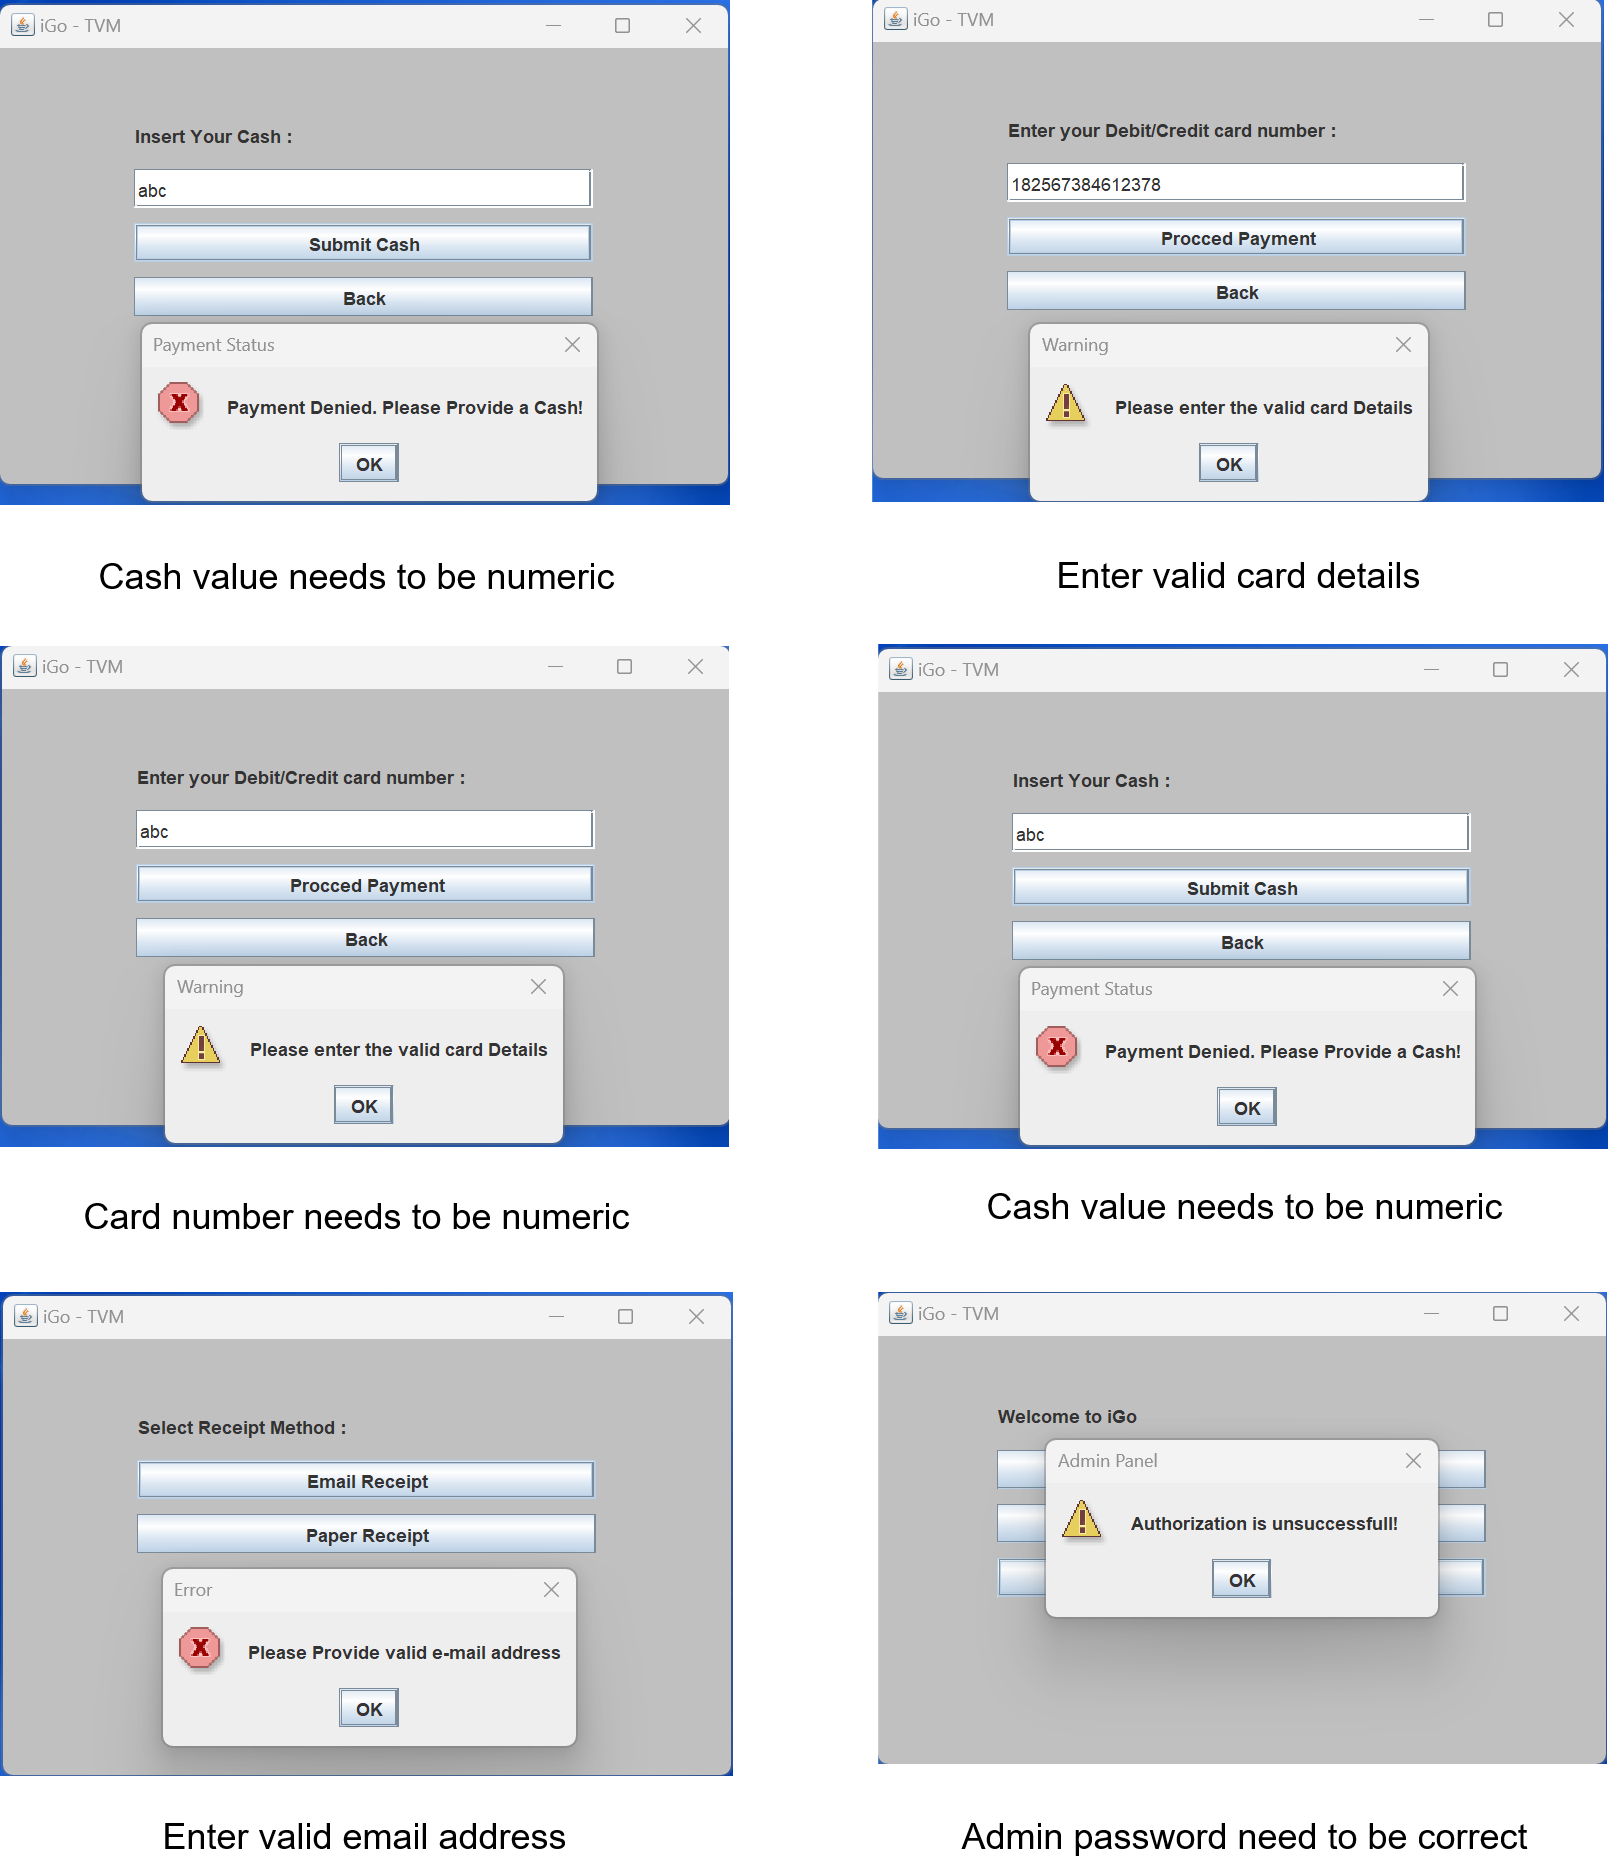 iGo - TVM
Insert Your Cash :
abc
Submit Cash
Back
Payment Status
Payment Denied. Please Provide a Cash!
OK
Cash value needs to be numeric
iGo - TVM
Enter your Debit/Credit card number :
182567384612378
Procced Payment
Back
Warning
Please enter the valid card Details
OK
Enter valid card details
iGo - TVM
Enter your Debit/Credit card number :
abc
Procced Payment
Back
Warning
Please enter the valid card Details
OK
Card number needs to be numeric
iGo - TVM
Insert Your Cash :
abc
Submit Cash
Back
Payment Status
Payment Denied. Please Provide a Cash!
OK
Cash value needs to be numeric
iGo - TVM
Select Receipt Method :
Email Receipt
Paper Receipt
Error
Please Provide valid e-mail address
OK
Enter valid email address
iGo - TVM
Welcome to iGo
Admin Panel
Authorization is unsuccessfull!
OK
Admin password need to be correct